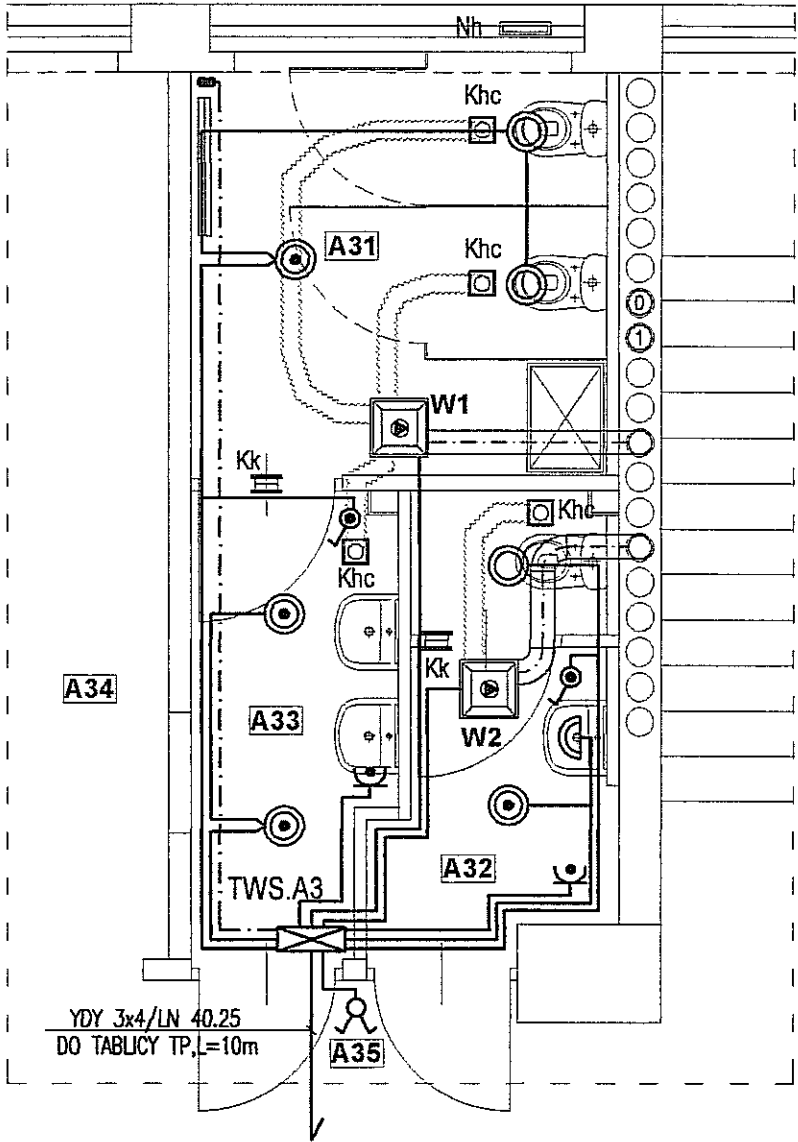 Nh
Khc
A31
Khc
0
1
W1
Kk
Khc
Khc
Kk
A34
A33
W2
A32
TWS.A3
YDY 3x4/LN 40.25
DO TABLICY TP,L=10m
A35